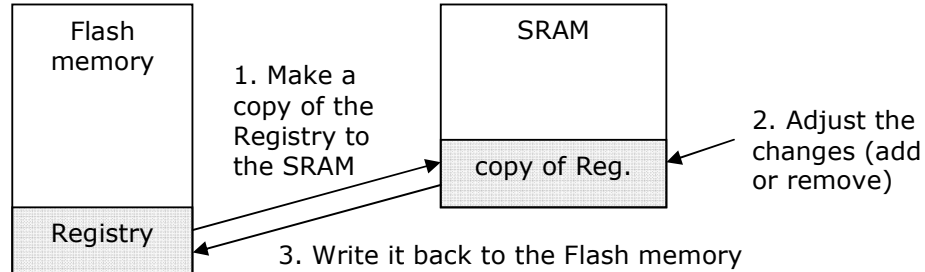 Flash
memory
SRAM
1. Make a
copy of the
Registry to
the SRAM
2. Adjust the
changes (add
or remove)
copy of Reg.
Registry
3. Write it back to the Flash memory